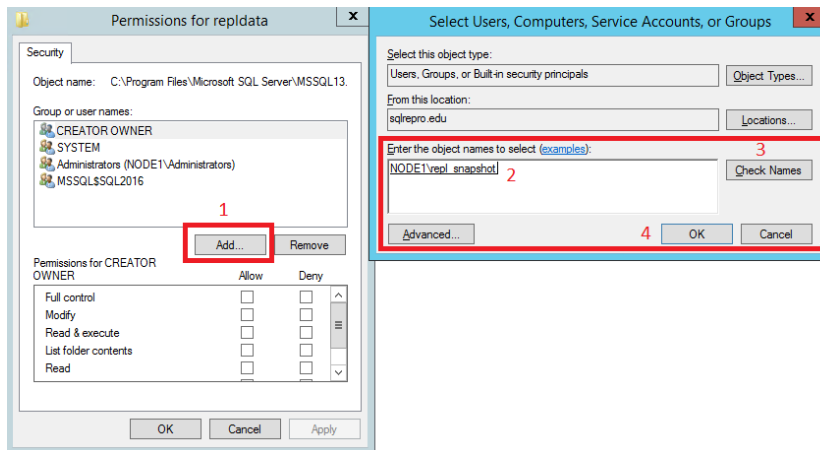 Permissions for repldata
x
Security
Object name: C:\Program Files\Microsoft SQL Server\MSSQL13.
Group or user names:
CREATOR OWNER
SYSTEM
Administrators (NODE1\Administrators)
MSSQL$SQL2016
1
Add...
Remove
Permissions for CREATOR
OWNER
Allow
Deny
Full control
Modify
Read & execute
List folder contents
Read
OK
Cancel
Apply
Select Users, Computers, Service Accounts, or Groups
x
Select this object type:
Users, Groups, or Built-in security principals
Object Types...
From this location:
sqlrepro.edu
Locations...
Enter the object names to select (examples):
3
NODE1\repl_snapshot
2
Check Names
Advanced...
4
OK
Cancel